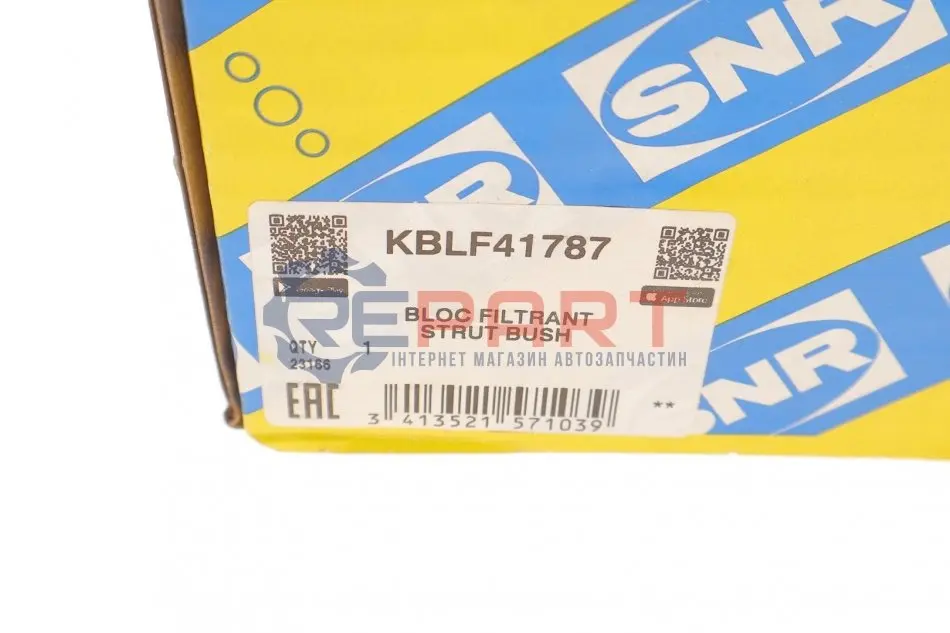 SNR
SNR
KBLF41787
App Store
REPART
BLOC FILTRANT
STRUT BUSH
QTY 1
23166
ІНТЕРНЕТ МАГАЗИН АВТОЗАПЧАСТИН
EAC
3 413521 571039
**
SNR